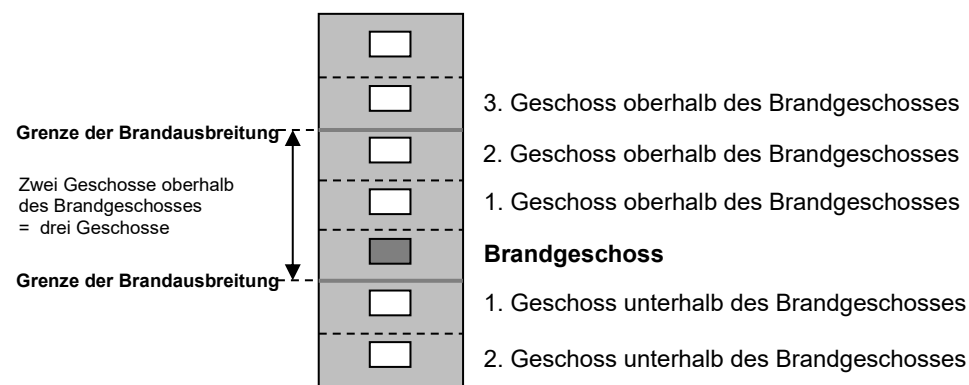 3. Geschoss oberhalb des Brandgeschosses
Grenze der Brandausbreitung
2. Geschoss oberhalb des Brandgeschosses
Zwei Geschosse oberhalb
des Brandgeschosses
= drei Geschosse
1. Geschoss oberhalb des Brandgeschosses
Brandgeschoss
Grenze der Brandausbreitung
1. Geschoss unterhalb des Brandgeschosses
2. Geschoss unterhalb des Brandgeschosses